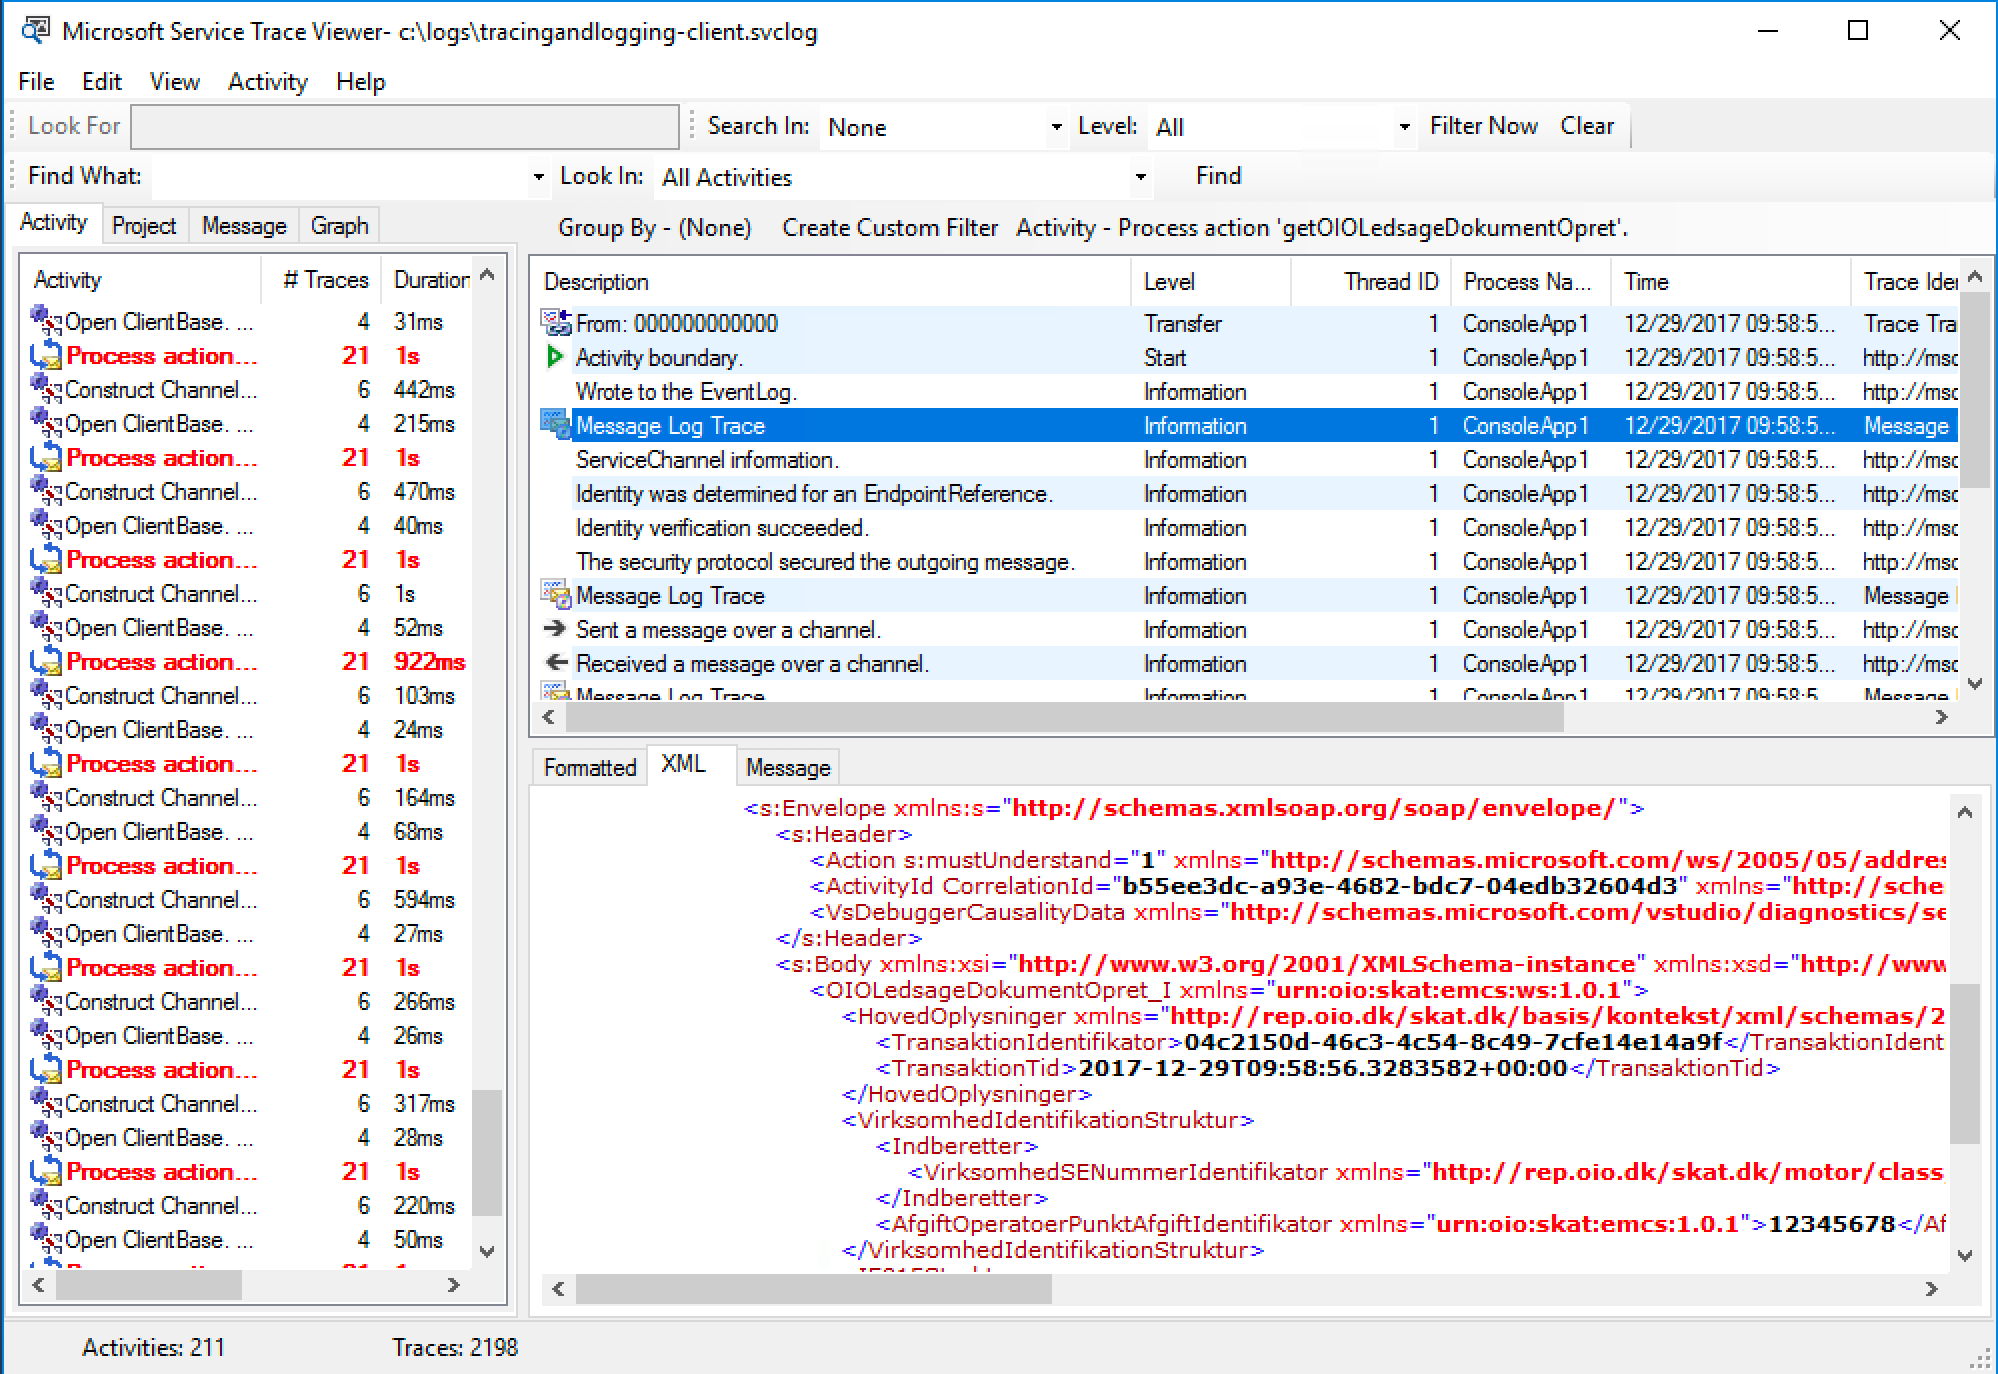 Microsoft Service Trace Viewer- c:\logs\tracingandlogging-client.svclog
File Edit View Activity Help
Look For Search In: None Level: All Filter Now Clear
Find What: Look In: All Activities Find
Activity Project Message Graph
Activity # Traces Duration
Open ClientBase. ... 4 31ms
Process action... 21 1s
Construct Channel... 6 442ms
Open ClientBase. ... 4 215ms
Process action... 21 1s
Construct Channel... 6 470ms
Open ClientBase. ... 4 40ms
Process action... 21 1s
Construct Channel... 6 1s
Open ClientBase. ... 4 52ms
Process action... 21 922ms
Construct Channel... 6 103ms
Open ClientBase. ... 4 24ms
Process action... 21 1s
Construct Channel... 6 164ms
Open ClientBase. ... 4 68ms
Process action... 21 1s
Construct Channel... 6 594ms
Open ClientBase. ... 4 27ms
Process action... 21 1s
Construct Channel... 6 266ms
Open ClientBase. ... 4 26ms
Process action... 21 1s
Construct Channel... 6 317ms
Open ClientBase. ... 4 28ms
Process action... 21 1s
Construct Channel... 6 220ms
Open ClientBase. ... 4 50ms
Group By - (None) Create Custom Filter Activity - Process action 'getOIOLedsageDokumentOpret'.
Description Level Thread ID Process Na... Time Trace Ider
From: 000000000000 Transfer 1 ConsoleApp1 12/29/2017 09:58:5... Trace Tra
Activity boundary. Start 1 ConsoleApp1 12/29/2017 09:58:5... http://msc
Wrote to the EventLog. Information 1 ConsoleApp1 12/29/2017 09:58:5... http://msc
Message Log Trace Information 1 ConsoleApp1 12/29/2017 09:58:5... Message
ServiceChannel information. Information 1 ConsoleApp1 12/29/2017 09:58:5... http://msc
Identity was determined for an EndpointReference. Information 1 ConsoleApp1 12/29/2017 09:58:5... http://msc
Identity verification succeeded. Information 1 ConsoleApp1 12/29/2017 09:58:5... http://msc
The security protocol secured the outgoing message. Information 1 ConsoleApp1 12/29/2017 09:58:5... http://msc
Message Log Trace Information 1 ConsoleApp1 12/29/2017 09:58:5... Message
Sent a message over a channel. Information 1 ConsoleApp1 12/29/2017 09:58:5... http://msc
Received a message over a channel. Information 1 ConsoleApp1 12/29/2017 09:58:5... http://msc
Message Log Trace Information 1 ConsoleApp1 12/29/2017 09:58:5... Message
Formatted XML Message
<s:Envelope xmlns:s="http://schemas.xmlsoap.org/soap/envelope/">
<s:Header>
<Action s:mustUnderstand="1" xmlns="http://schemas.microsoft.com/ws/2005/05/addres
<ActivityId CorrelationId="b55ee3dc-a93e-4682-bdc7-04edb32604d3" xmlns="http://sche
<VsDebuggerCausalityData xmlns="http://schemas.microsoft.com/vstudio/diagnostics/se
</s:Header>
<s:Body xmlns:xsi="http://www.w3.org/2001/XMLSchema-instance" xmlns:xsd="http://www
<OIOLedsageDokumentOpret_I xmlns="urn:oio:skat:emcs:ws:1.0.1">
<HovedOplysninger xmlns="http://rep.oio.dk/skat.dk/basis/kontekst/xml/schemas/2
<TransaktionIdentifikator>04c2150d-46c3-4c54-8c49-7cfe14e14a9f</TransaktionIdent
<TransaktionTid>2017-12-29T09:58:56.3283582+00:00</TransaktionTid>
</HovedOplysninger>
<VirksomhedIdentifikationStruktur>
<Indberetter>
<VirksomhedSENummerIdentifikator xmlns="http://rep.oio.dk/skat.dk/motor/class
</Indberetter>
<AfgiftOperatoerPunktAfgiftIdentifikator xmlns="urn:oio:skat:emcs:1.0.1">12345678</Af
</VirksomhedIdentifikationStruktur>
Activities: 211 Traces: 2198